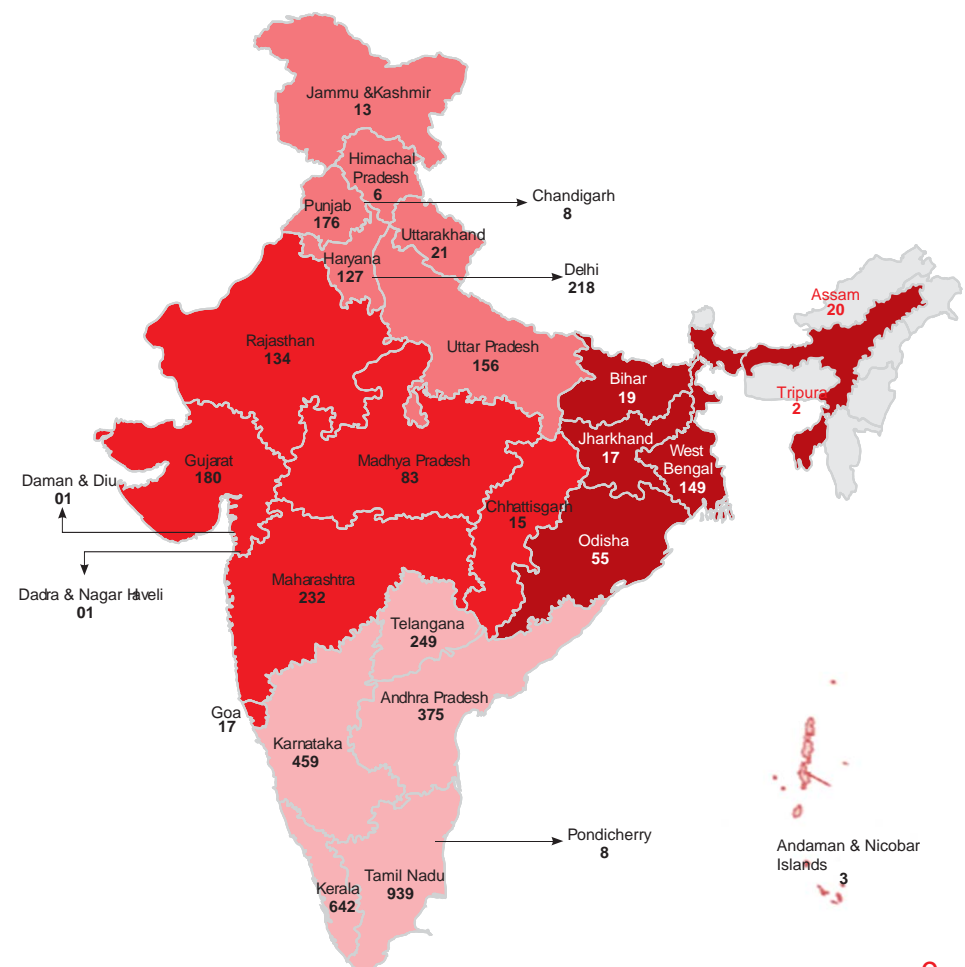 Jammu &Kashmir
13
Himachal
Pradesh
6
Chandigarh
8
Punjab
176
Uttarakhand
21
Haryana
127
Delhi
218
Assam
20
Rajasthan
134
Uttar Pradesh
156
Bihar
19
Tripura
2
Jharkhand
17
West
Bengal
149
Gujarat
180
Madhya Pradesh
83
Daman & Diu
01
Chhattisgarh
15
Odisha
55
Maharashtra
232
Dadra & Nagar Haveli
01
Telangana
249
Andhra Pradesh
375
Goa
17
Karnataka
459
Pondicherry
8
Andaman & Nicobar
Islands
3
Tamil Nadu
939
Kerala
642